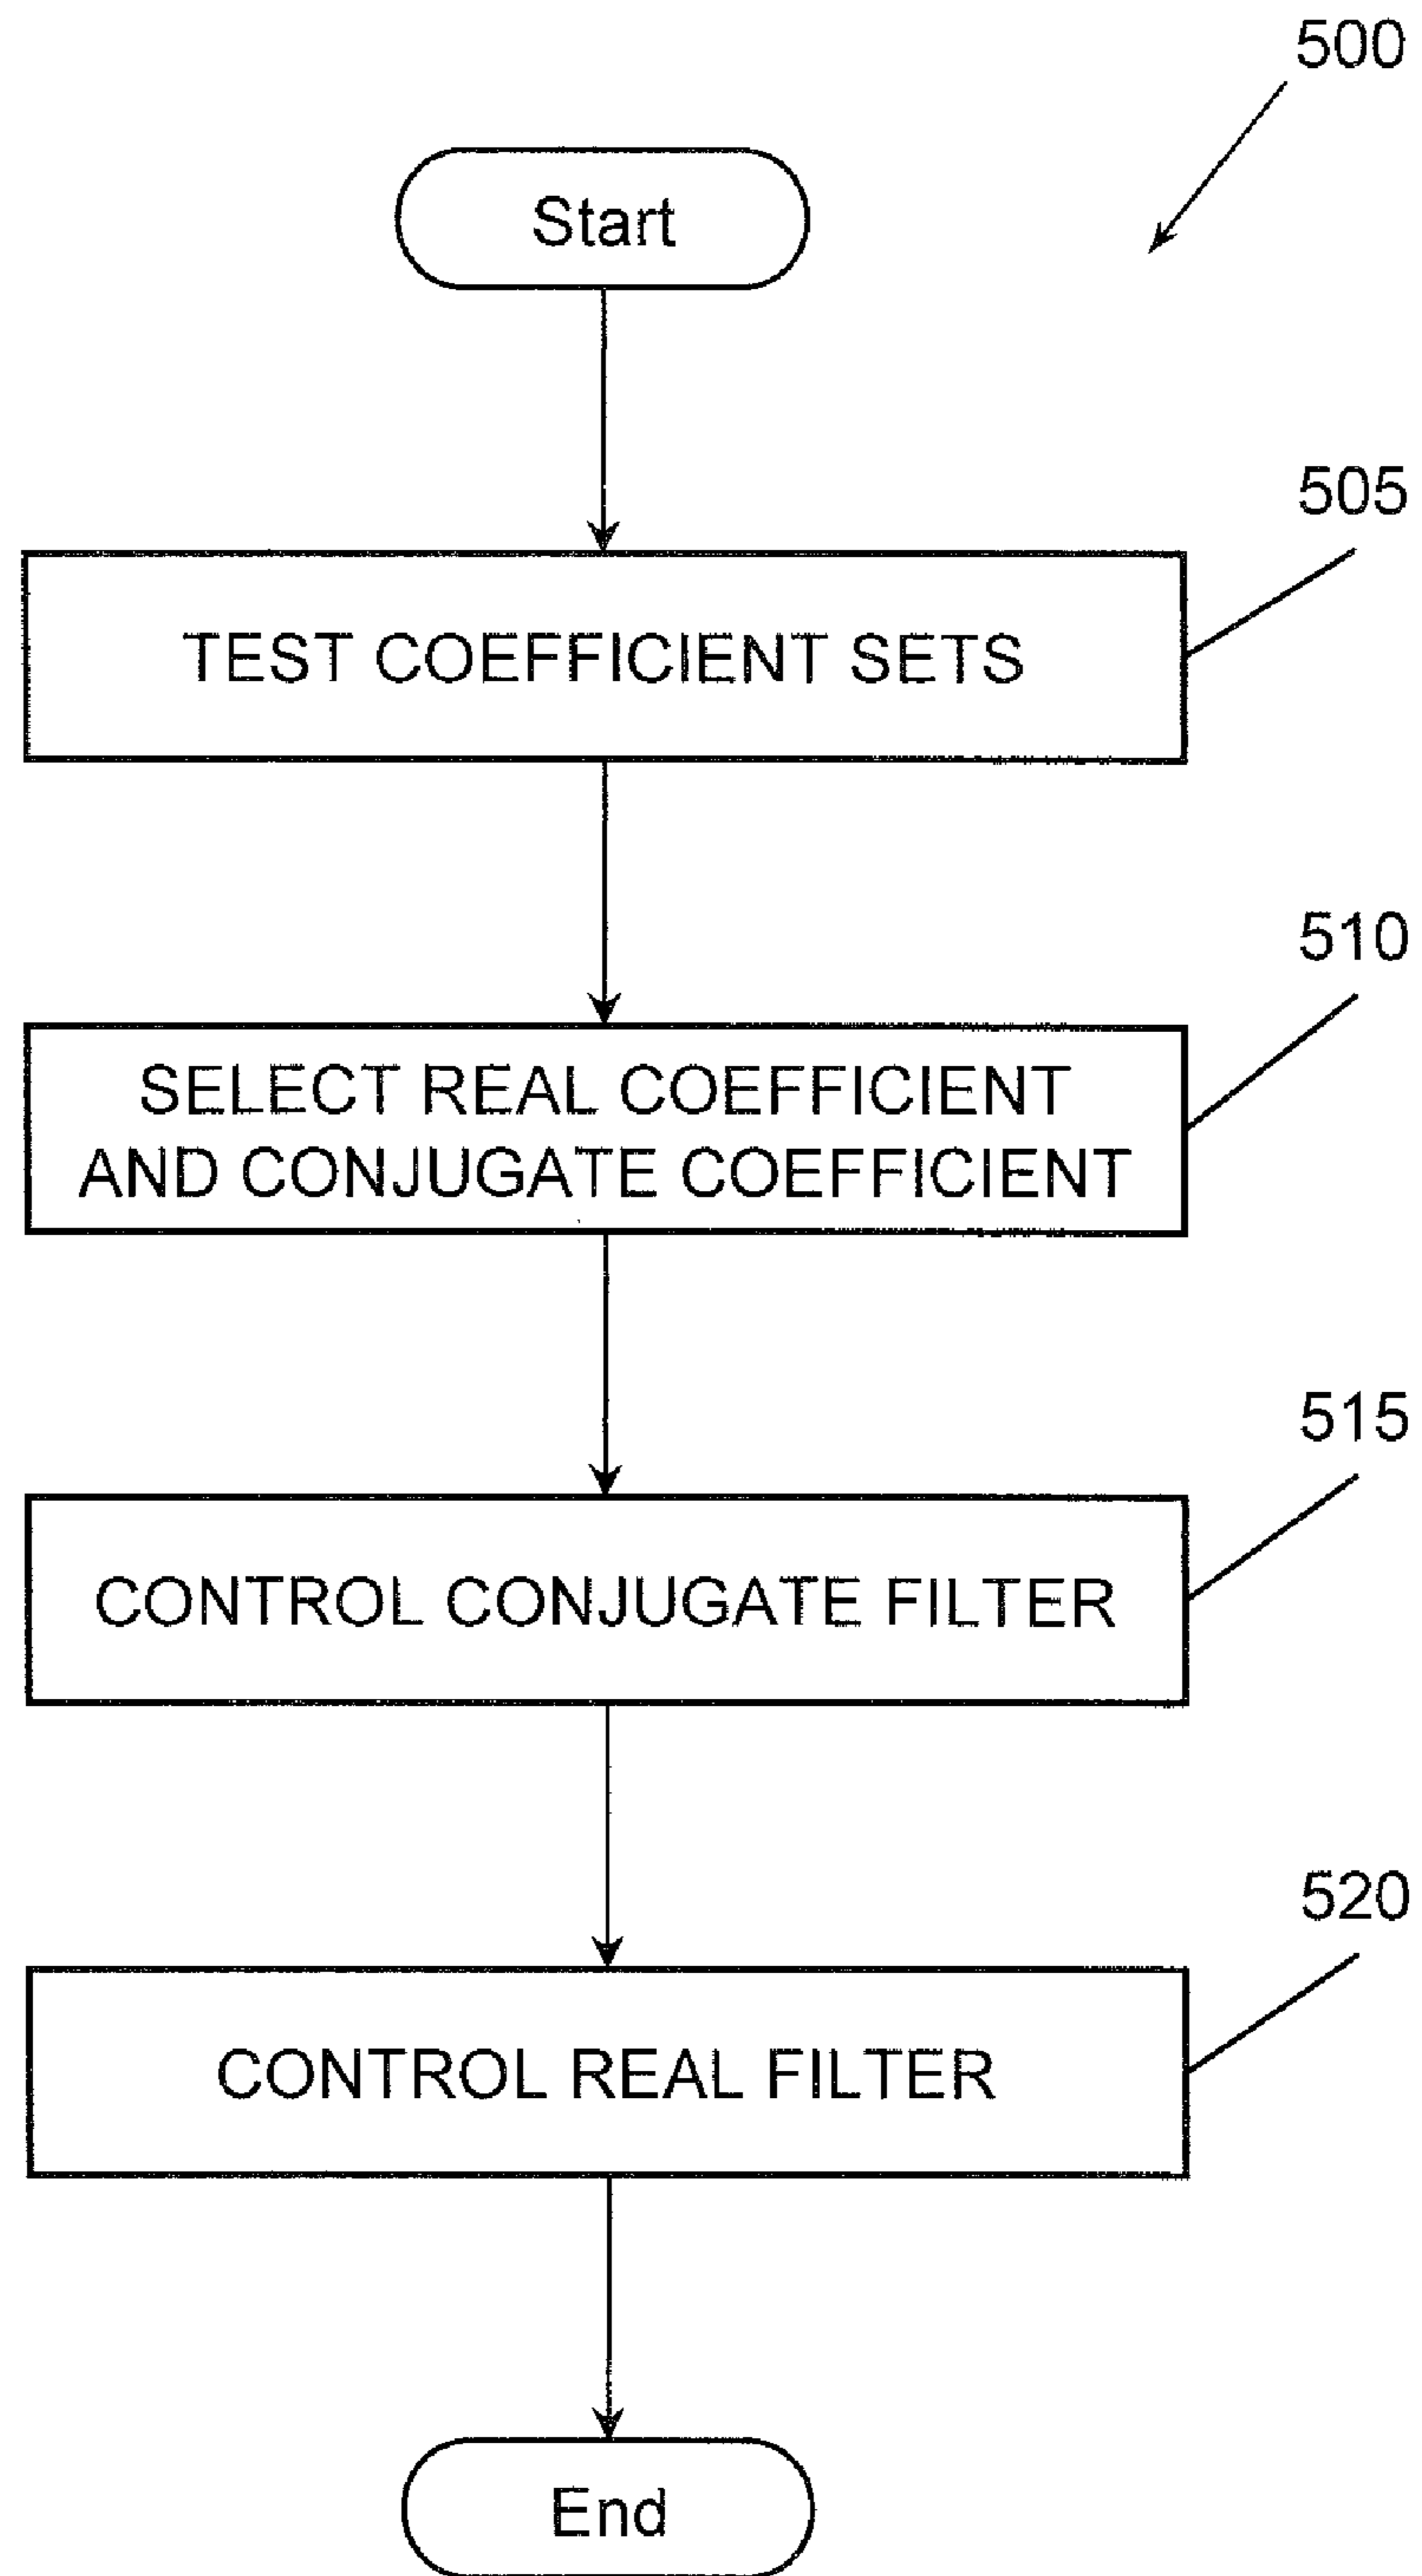 500
Start
505
TEST COEFFICIENT SETS
510
SELECT REAL COEFFICIENT
AND CONJUGATE COEFFICIENT
515
CONTROL CONJUGATE FILTER
520
CONTROL REAL FILTER
End